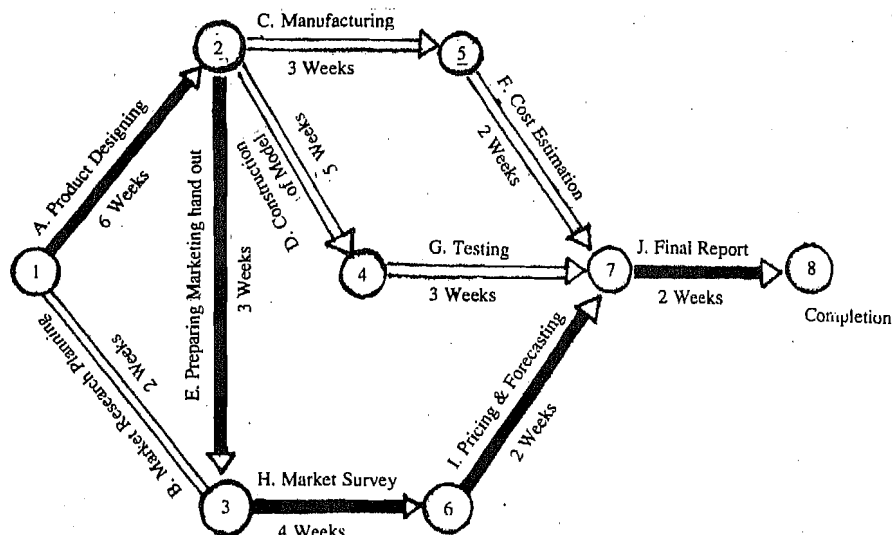 C. Manufacturing
3 Weeks
2
5
A. Product Designing
6 Weeks
E. Preparing Marketing hand out
3 Weeks
D. Construction
of Model
5 Weeks
F. Cost Estimation
2 Weeks
1
4
G. Testing
3 Weeks
7
J. Final Report
2 Weeks
8
Completion
B. Market Research Planning
2 Weeks
I. Pricing & Forecasting
2 Weeks
3
H. Market Survey
4 Weeks
6